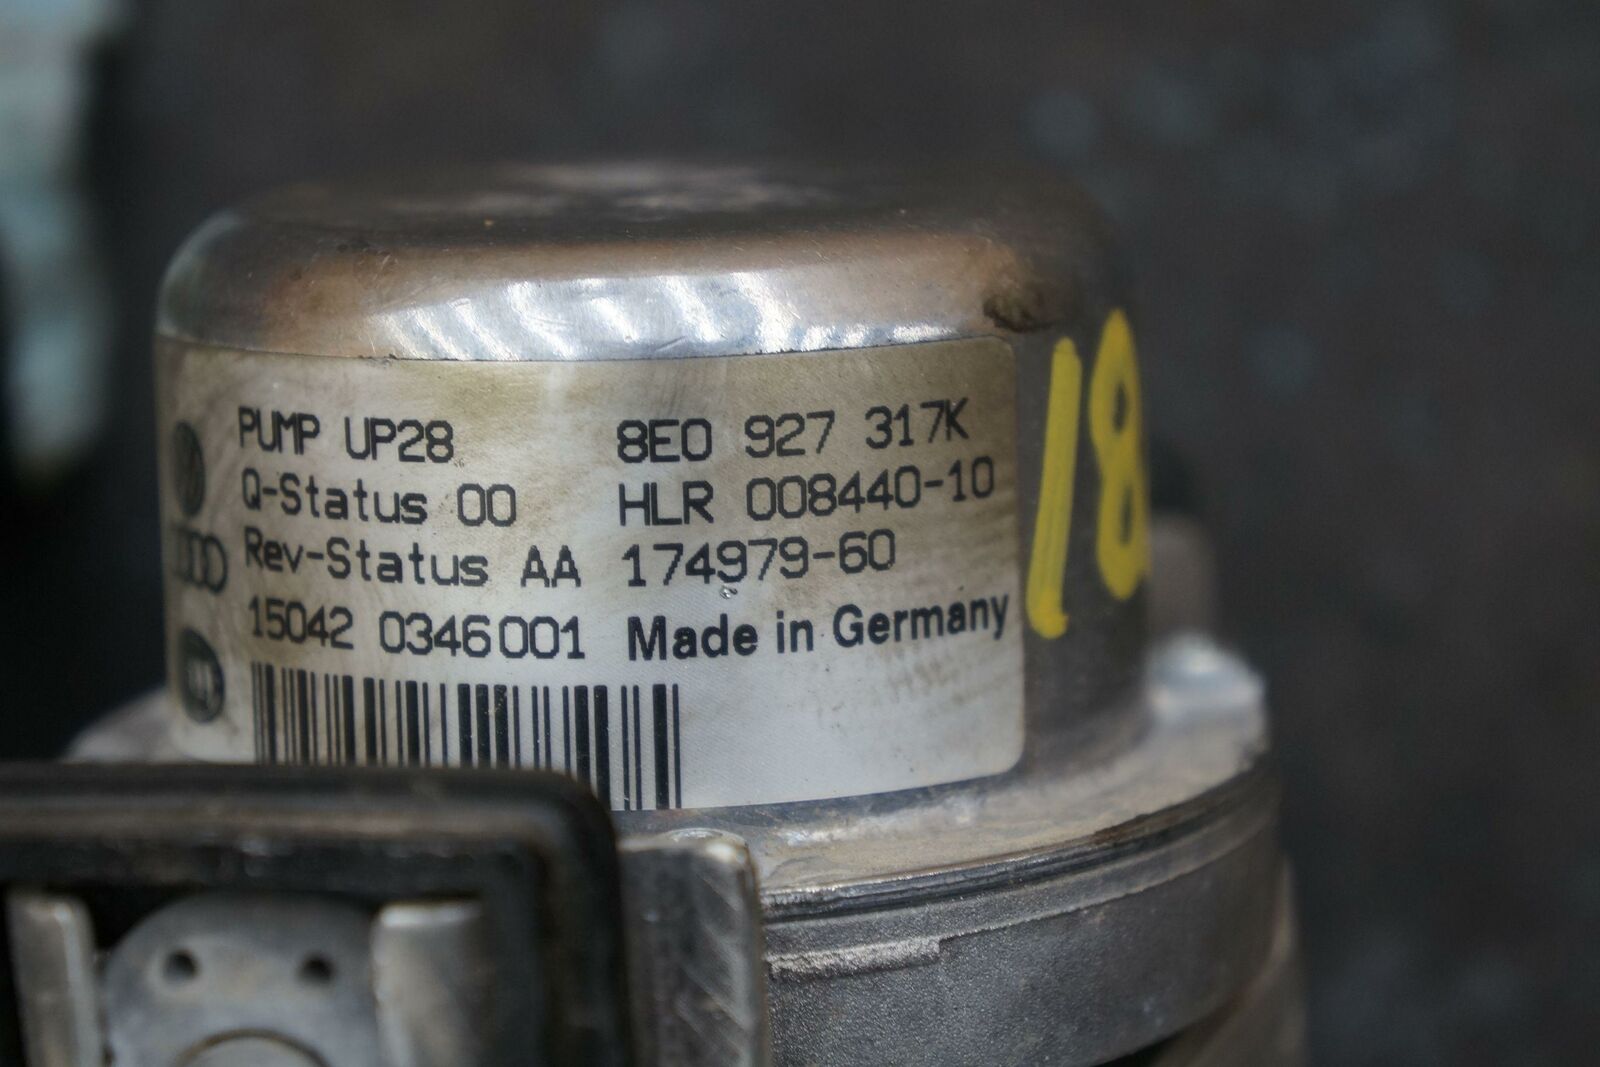 PUMP UP28 8E0 927 317K
Q-Status 00 HLR 008440-10
Rev-Status AA 174979-60
15042 0346001 Made in Germany
18